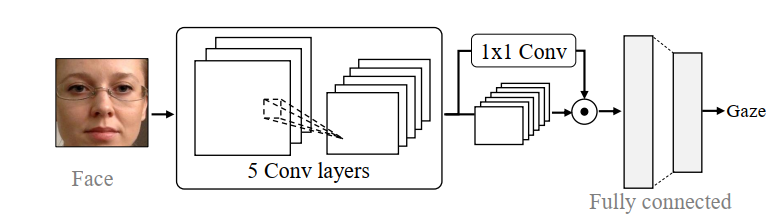 1x1 Conv
Gaze
5 Conv layers
Face
Fully connected